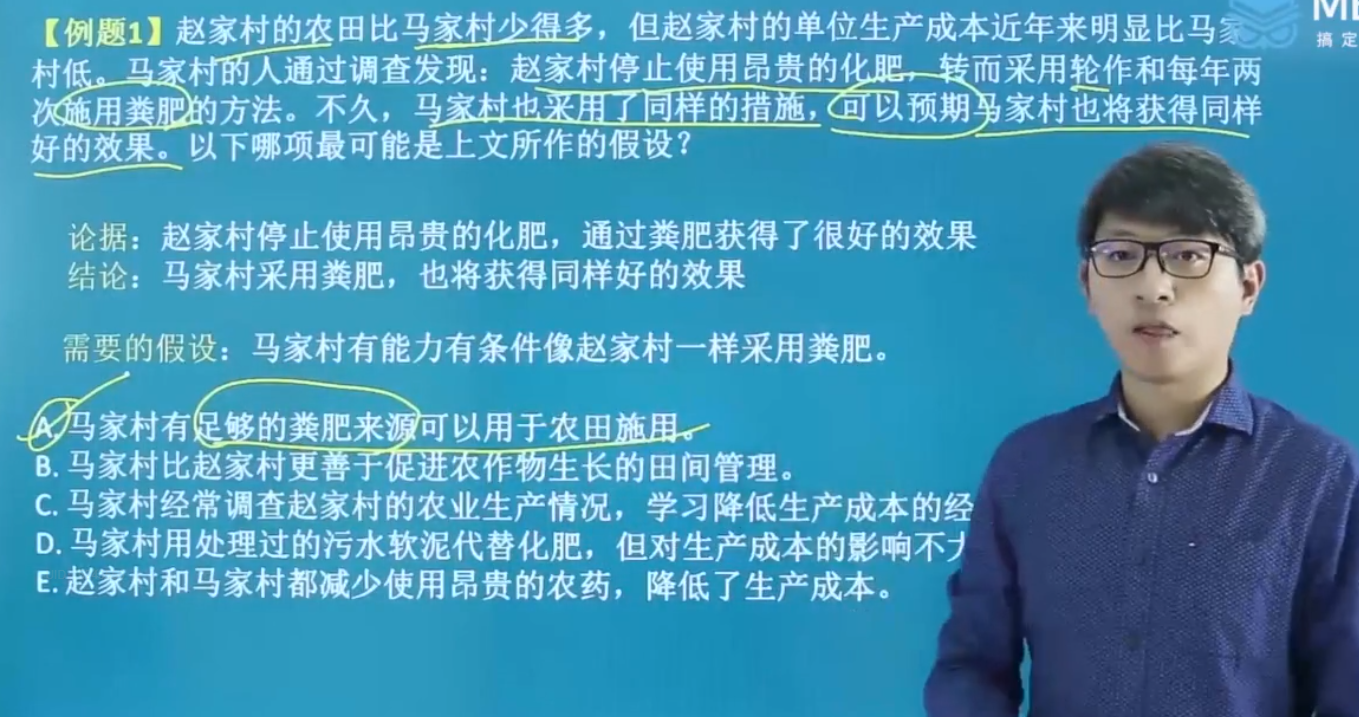 【例题1】赵家村的农田比马家村少得多，但赵家村的单位生产成本近年来明显比马家
村低。马家村的人通过调查发现：赵家村停止使用昂贵的化肥，转而采用轮作和每年两
次施用粪肥的方法。不久，马家村也采用了同样的措施，可以预期马家村也将获得同样
好的效果。以下哪项最可能是上文所作的假设？
论据：赵家村停止使用昂贵的化肥，通过粪肥获得了很好的效果
结论：马家村采用粪肥，也将获得同样好的效果
需要的假设：马家村有能力有条件像赵家村一样采用粪肥。
A. 马家村有足够的粪肥来源可以用于农田施用。
B. 马家村比赵家村更善于促进农作物生长的田间管理。
C. 马家村经常调查赵家村的农业生产情况，学习降低生产成本的经
D. 马家村用处理过的污水软泥代替化肥，但对生产成本的影响不大
E. 赵家村和马家村都减少使用昂贵的农药，降低了生产成本。
搞定